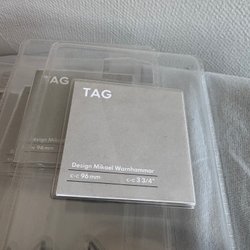 TAG
Design Mikael Warnhammar
c-c 96 mm
c-c 3 3/4"